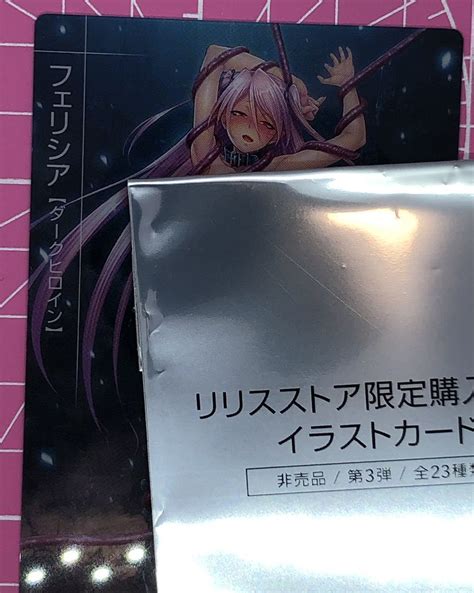 フェリシア【ダークヒロイン】
リリスストア限定購入
イラストカード
非売品 / 第3弾 / 全23種類